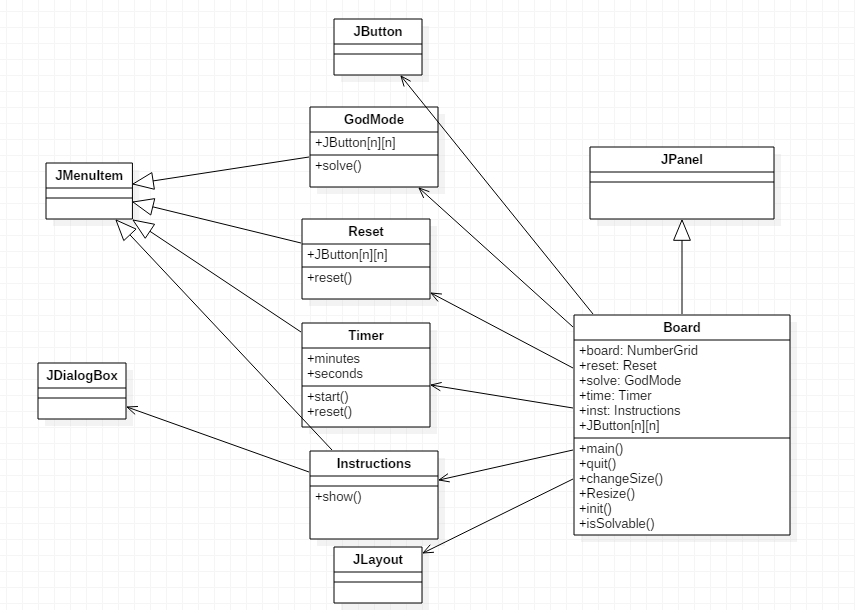 JButton
GodMode
+JButton[n][n]
+solve()
JMenuItem
JPanel
Reset
+JButton[n][n]
+reset()
Timer
+minutes
+seconds
+start()
+reset()
JDialogBox
Instructions
+show()
JLayout
Board
+board: NumberGrid
+reset: Reset
+solve: GodMode
+time: Timer
+inst: Instructions
+JButton[n][n]
+main()
+quit()
+changeSize()
+Resize()
+init()
+isSolvable()